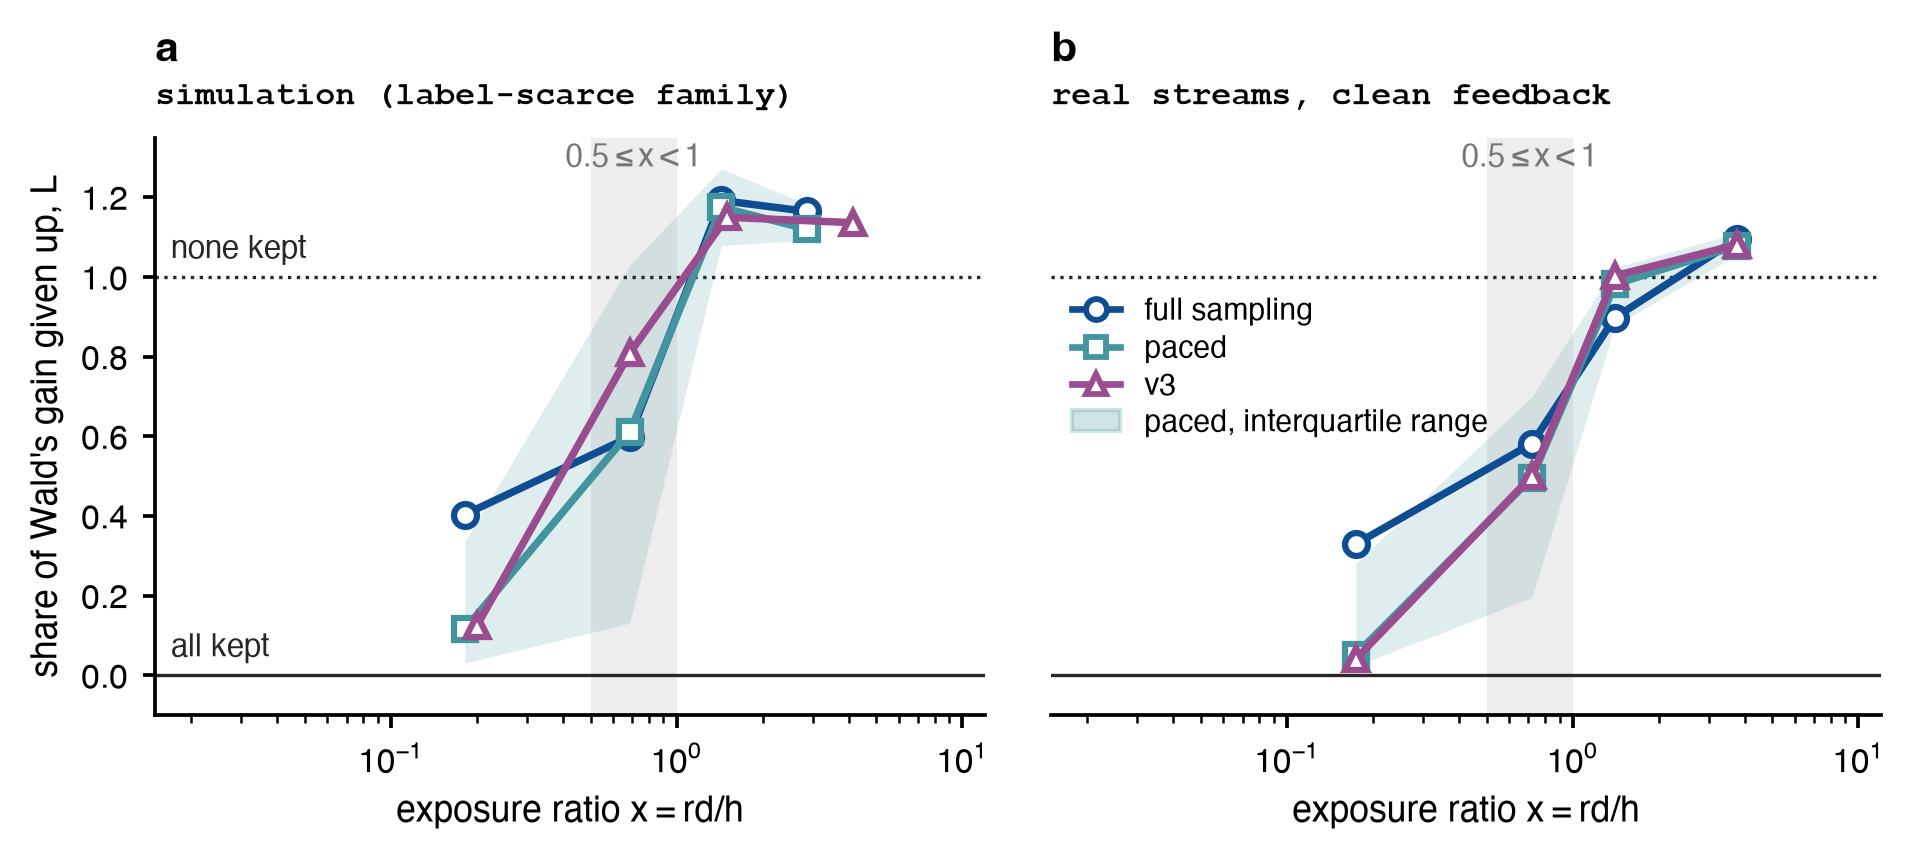 a
simulation (label-scarce family)
0.5 ≤ x < 1
share of Wald's gain given up, L
1.2
1.0
0.8
0.6
0.4
0.2
0.0
none kept
all kept
10⁻¹
10⁰
10¹
exposure ratio x = rd/h
b
real streams, clean feedback
0.5 ≤ x < 1
full sampling
paced
v3
paced, interquartile range
10⁻¹
10⁰
10¹
exposure ratio x = rd/h